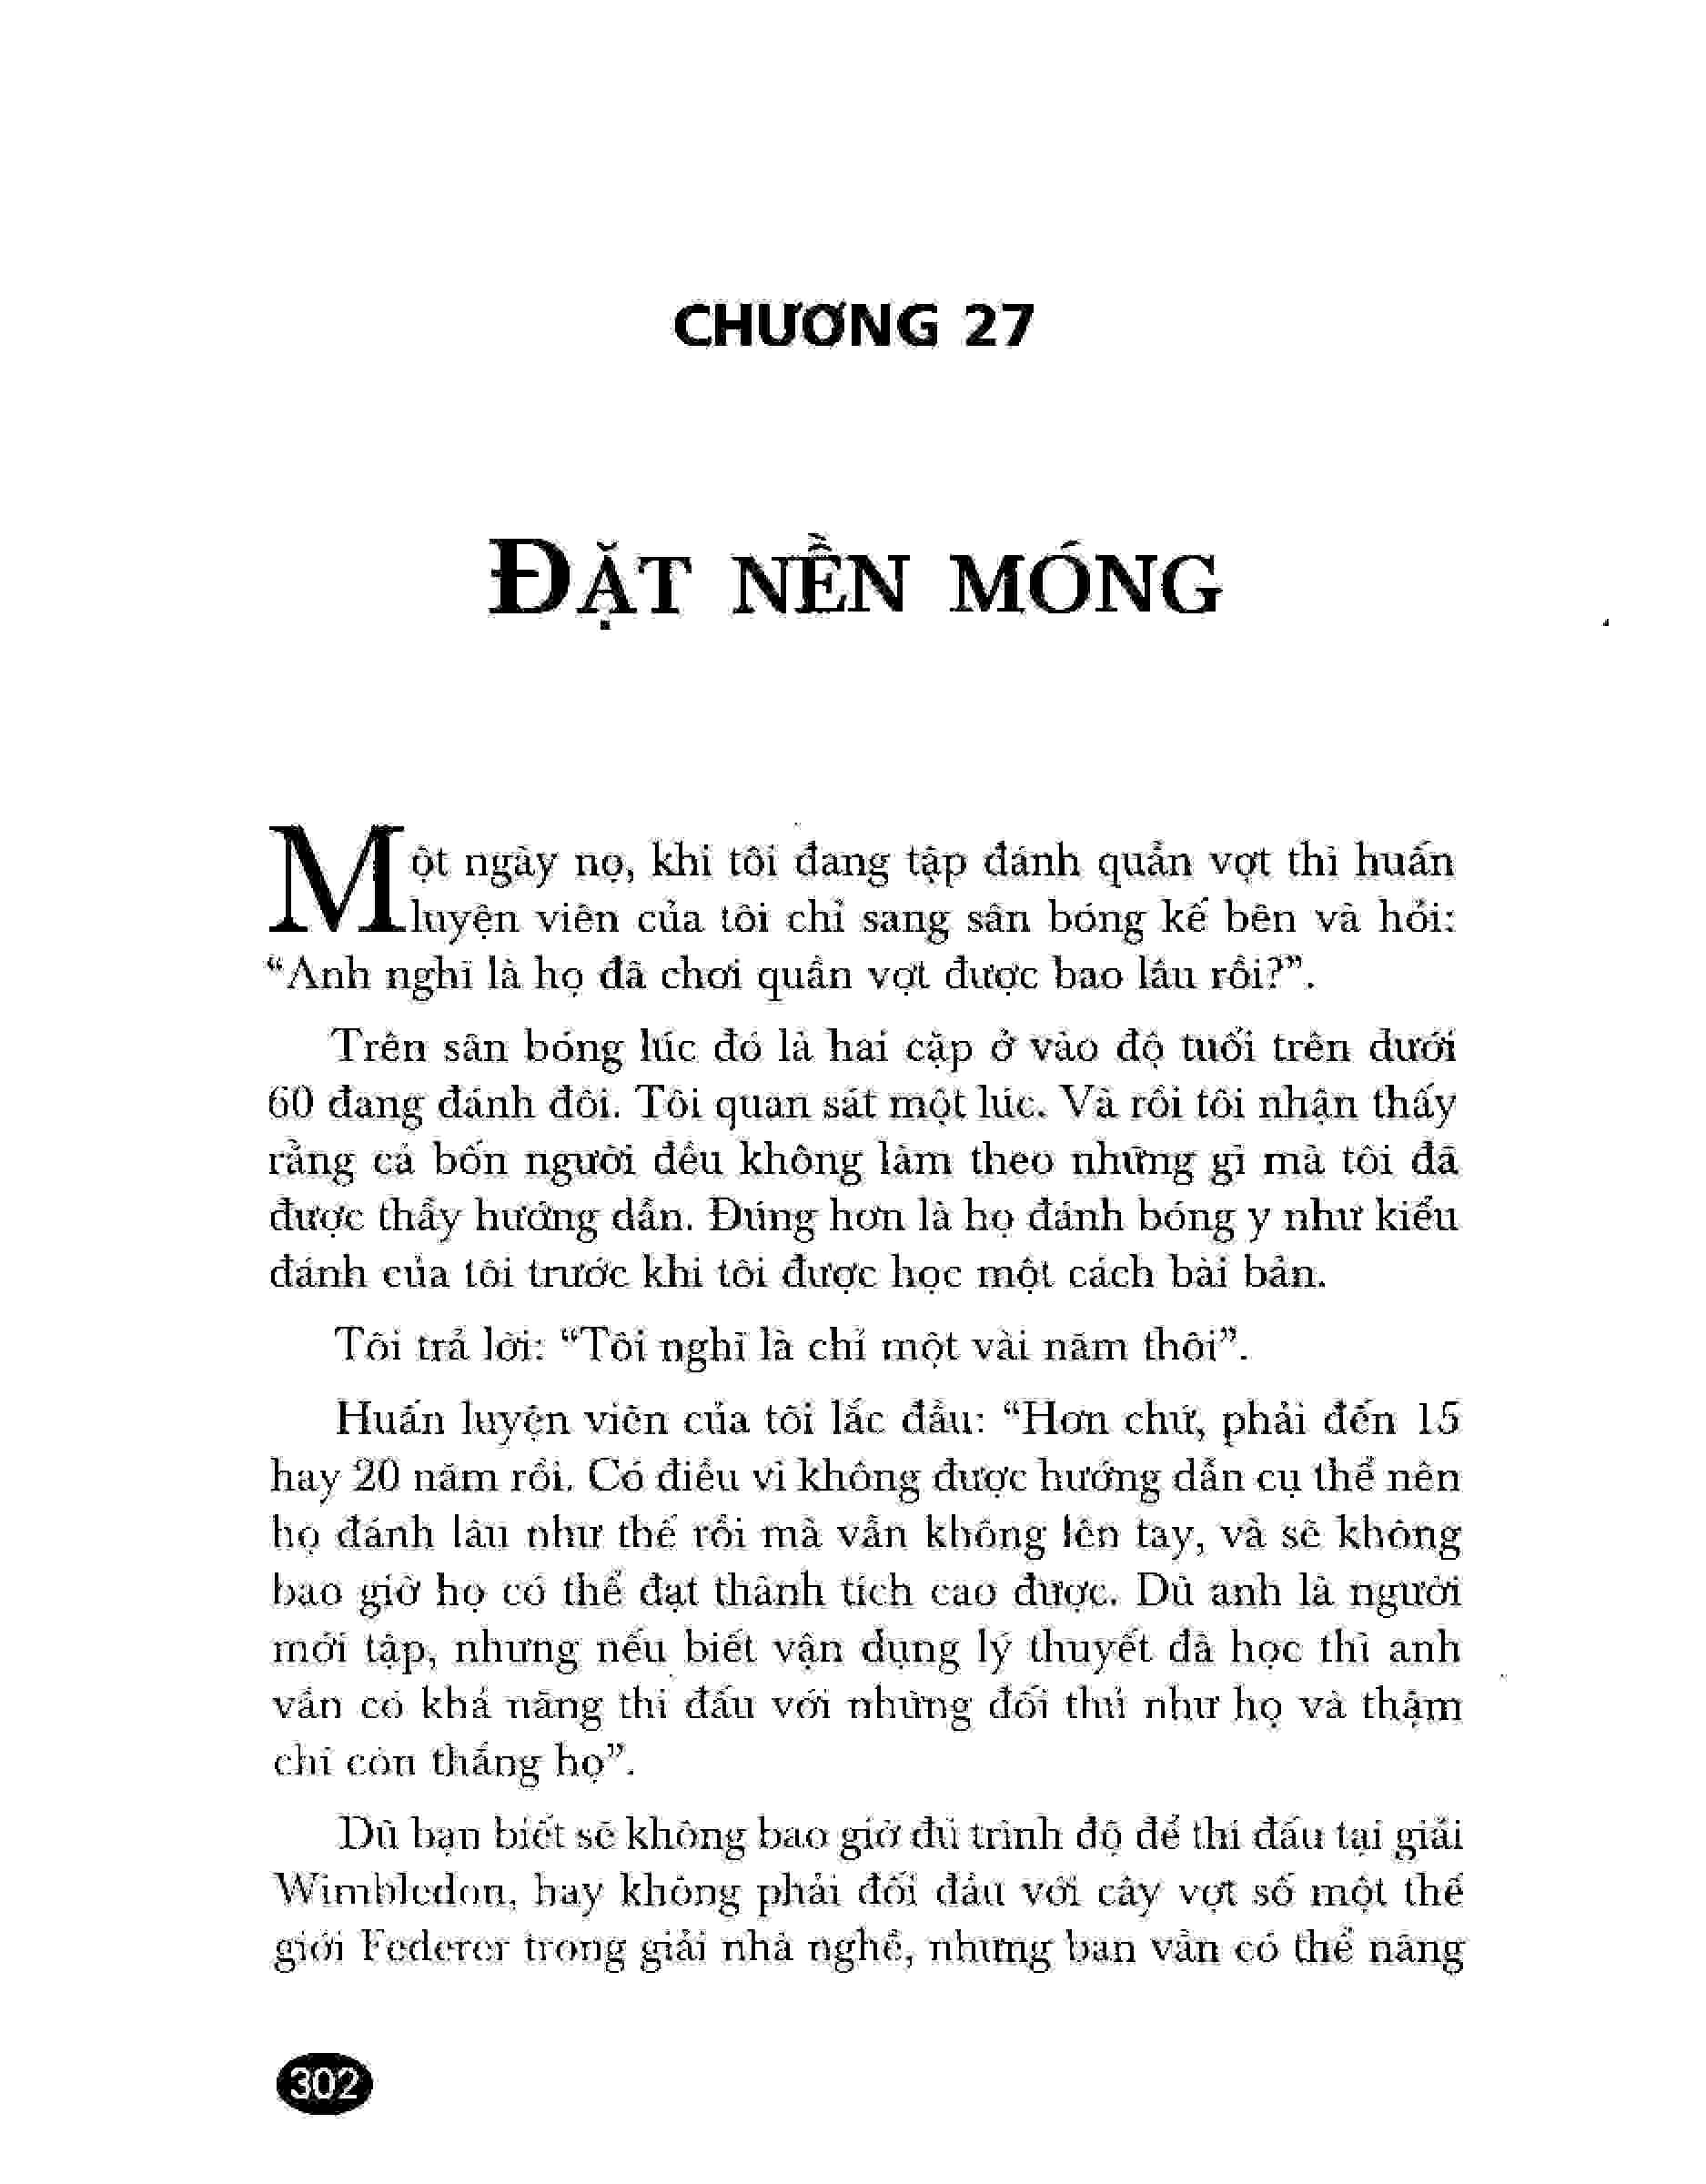 CHƯƠNG 27
ĐẶT NỀN MÓNG
Một ngày nọ, khi tôi đang tập đánh quần vợt thì huấn
luyện viên của tôi chỉ sang sân bóng kế bên và hỏi:
“Anh nghĩ là họ đã chơi quần vợt được bao lâu rồi?”.
Trên sân bóng lúc đó là hai cặp ở vào độ tuổi trên dưới
60 đang đánh đôi. Tôi quan sát một lúc. Và rồi tôi nhận thấy
rằng cả bốn người đều không làm theo những gì mà tôi đã
được thầy hướng dẫn. Đúng hơn là họ đánh bóng y như kiểu
đánh của tôi trước khi tôi được học một cách bài bản.
Tôi trả lời: “Tôi nghĩ là chỉ một vài năm thôi”.
Huấn luyện viên của tôi lắc đầu: “Hơn chứ, phải đến 15
hay 20 năm rồi. Có điều vì không được hướng dẫn cụ thể nên
họ đánh lâu như thế rồi mà vẫn không lên tay, và sẽ không
bao giờ họ có thể đạt thành tích cao được. Dù anh là người
mới tập, nhưng nếu biết vận dụng lý thuyết đã học thì anh
vẫn có khả năng thi đấu với những đối thủ như họ và thậm
chí còn thắng họ”.
Dù bạn biết sẽ không bao giờ đủ trình độ để thi đấu tại giải
Wimbledon, hay không phải đối đầu với cây vợt số một thế
giới Federer trong giải nhà nghề, nhưng bạn vẫn có thể nâng
302